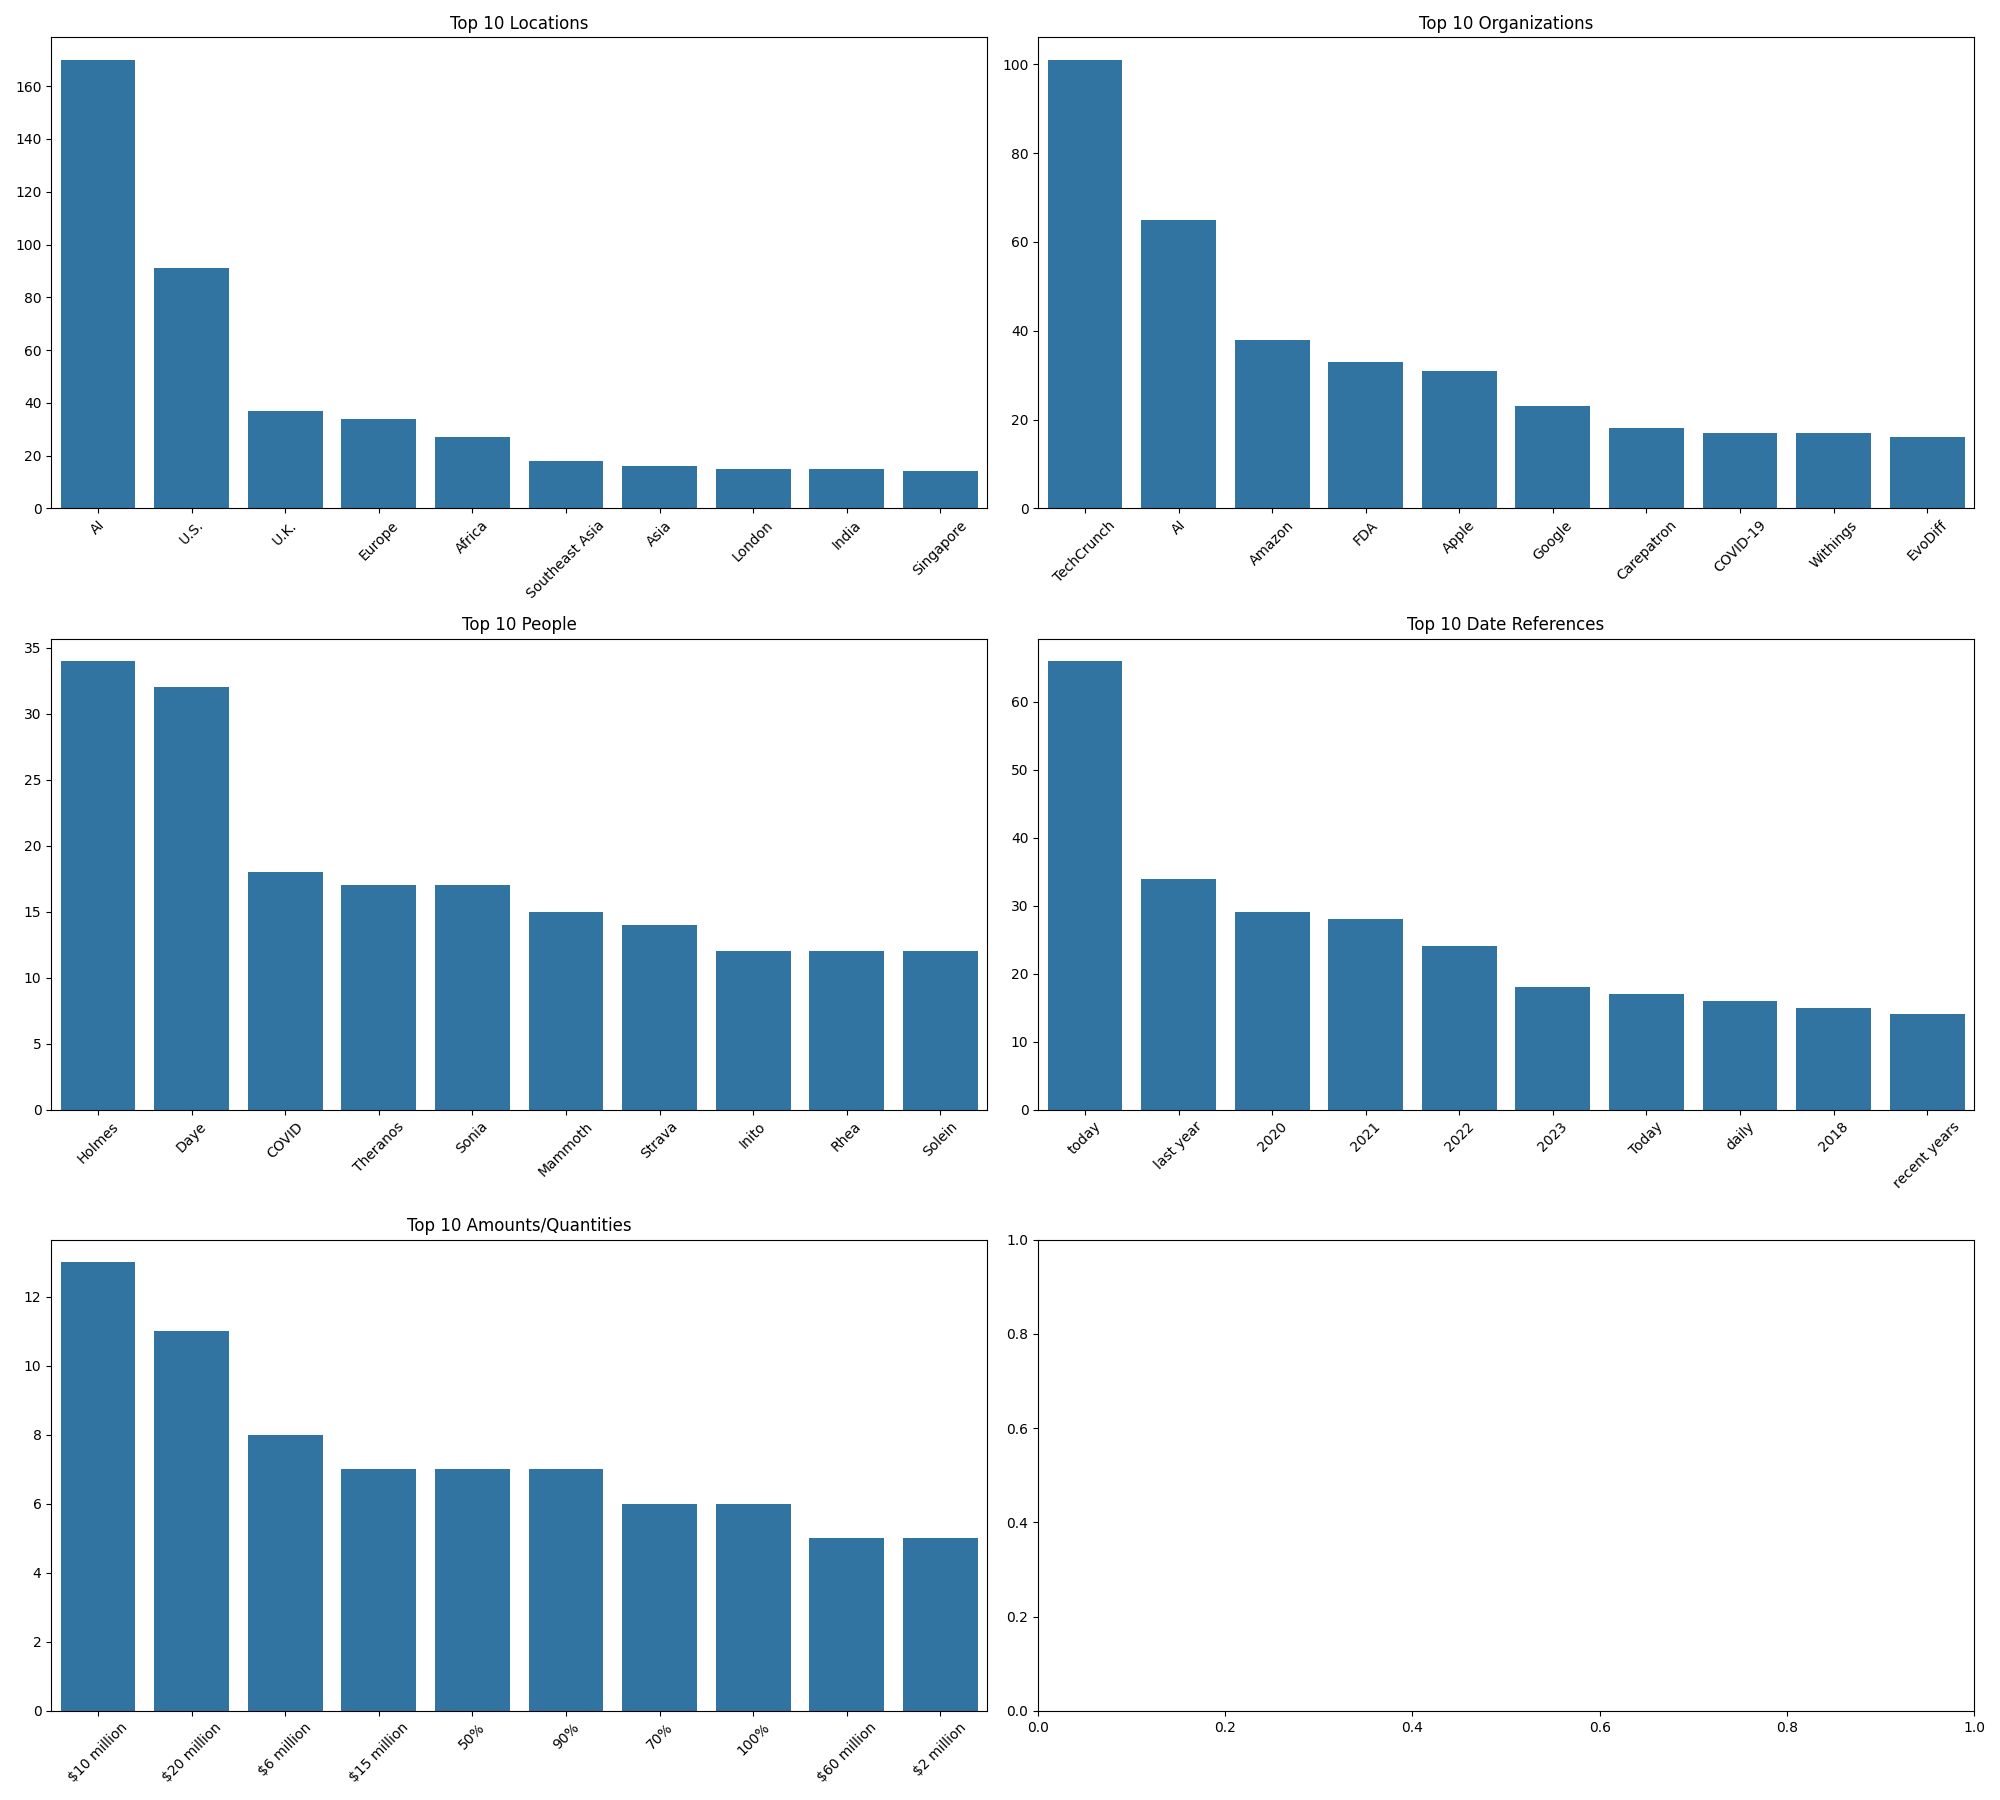 Top 10 Locations
160
140
120
100
80
60
40
20
0
AI
U.S.
U.K.
Europe
Africa
Southeast Asia
Asia
London
India
Singapore
Top 10 Organizations
100
80
60
40
20
0
TechCrunch
AI
Amazon
FDA
Apple
Google
Carepatron
COVID-19
Withings
EvoDiff
Top 10 People
35
30
25
20
15
10
5
0
Holmes
Daye
COVID
Theranos
Sonia
Mammoth
Strava
Inito
Rhea
Solein
Top 10 Date References
60
50
40
30
20
10
0
today
last year
2020
2021
2022
2023
Today
daily
2018
recent years
Top 10 Amounts/Quantities
12
10
8
6
4
2
0
$10 million
$20 million
$6 million
$15 million
50%
90%
70%
100%
$60 million
$2 million
1.0
0.8
0.6
0.4
0.2
0.0
0.0
0.2
0.4
0.6
0.8
1.0